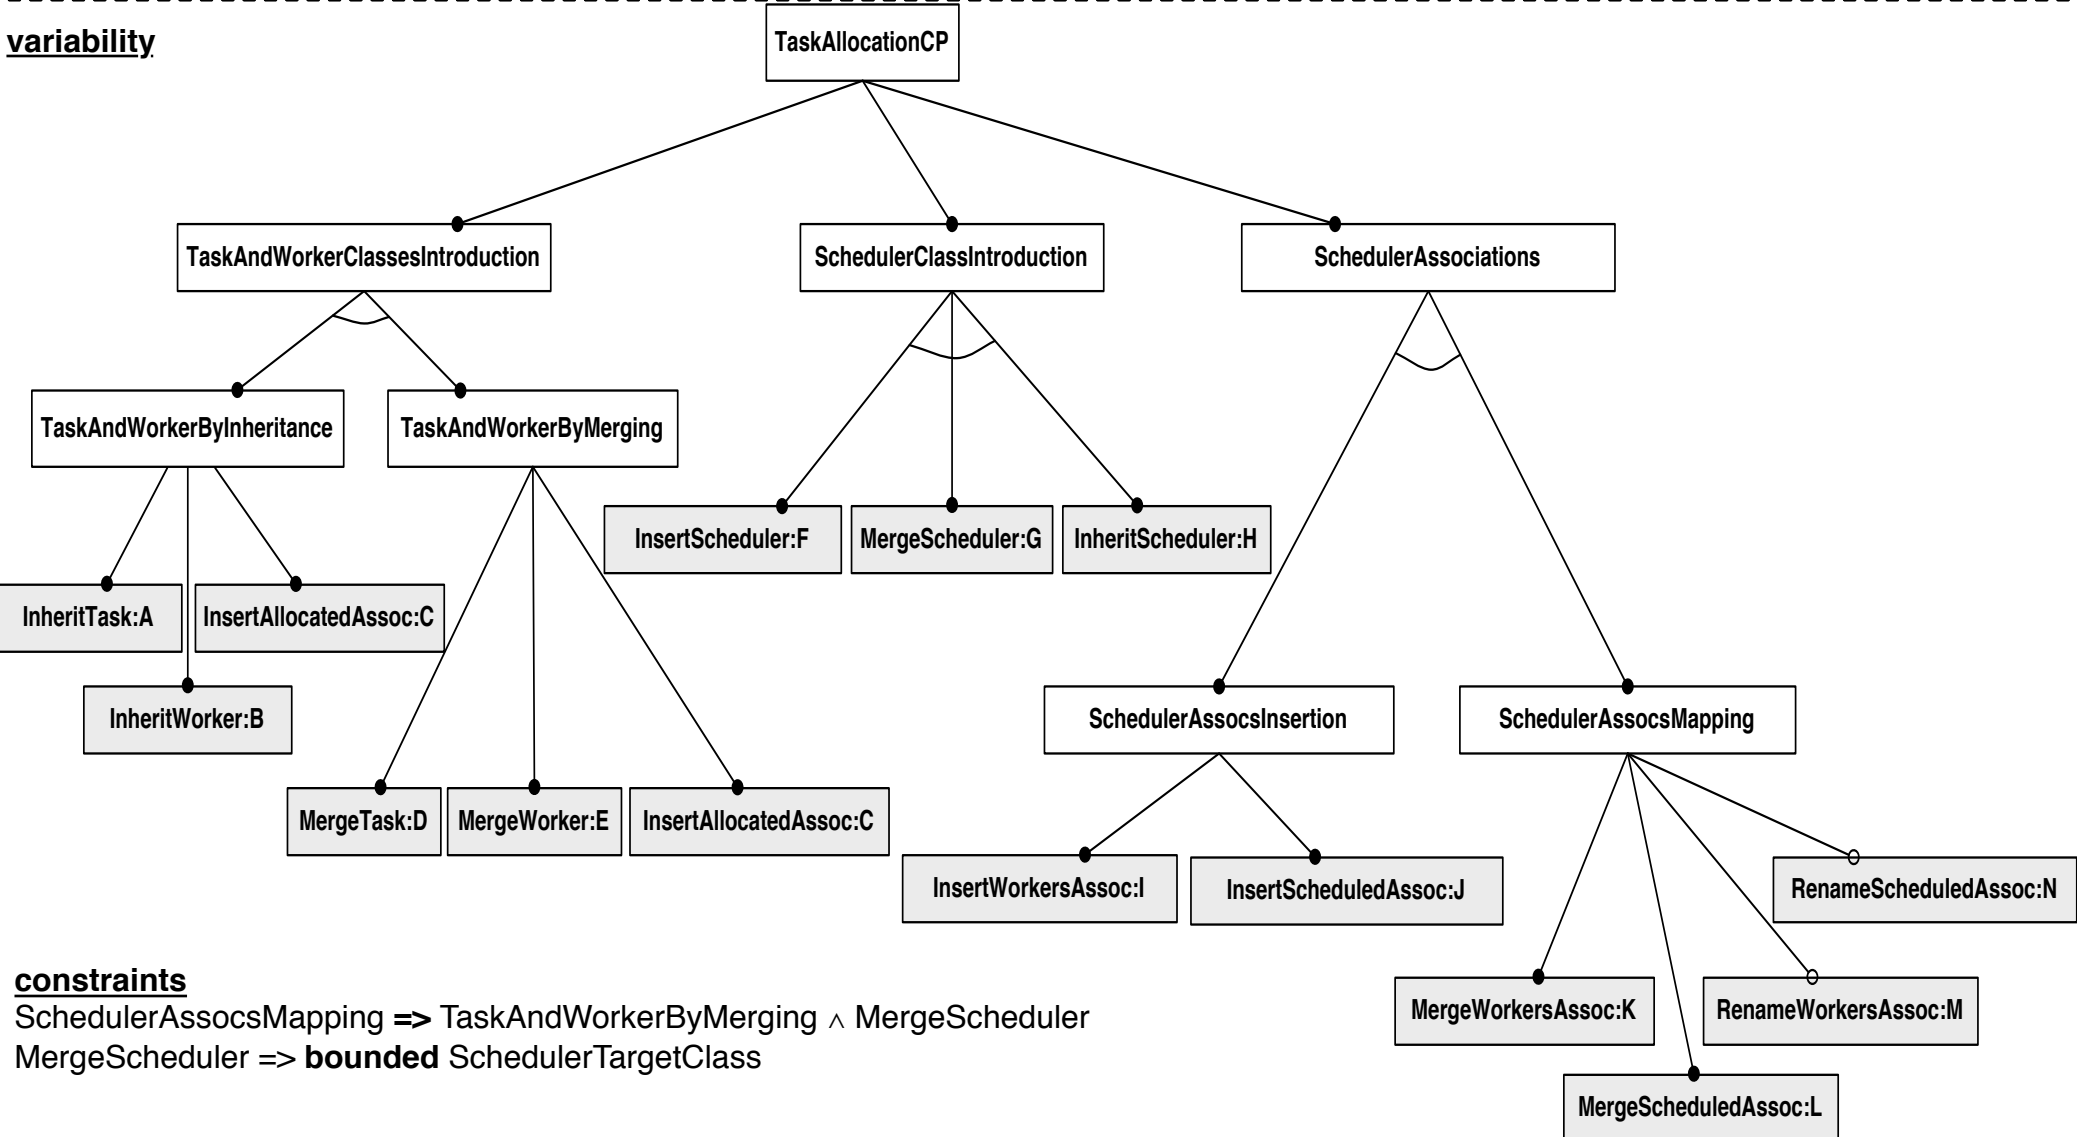 variability
TaskAllocationCP
TaskAndWorkerClassesIntroduction
SchedulerClassIntroduction
SchedulerAssociations
TaskAndWorkerByInheritance
TaskAndWorkerByMerging
InsertScheduler:F
MergeScheduler:G
InheritScheduler:H
InheritTask:A
InsertAllocatedAssoc:C
InheritWorker:B
SchedulerAssocsInsertion
SchedulerAssocsMapping
MergeTask:D
MergeWorker:E
InsertAllocatedAssoc:C
InsertWorkersAssoc:I
InsertScheduledAssoc:J
RenameScheduledAssoc:N
MergeWorkersAssoc:K
RenameWorkersAssoc:M
MergeScheduledAssoc:L
constraints
SchedulerAssocsMapping => TaskAndWorkerByMerging ∧ MergeScheduler
MergeScheduler => bounded SchedulerTargetClass